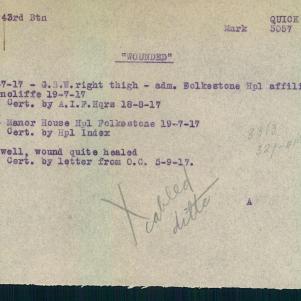 43rd Btn QUICK
Mark 5057
"WOUNDED"
7-17 - G.S.W. right thigh - adm. Folkestone Hpl affili
ncliffe 19-7-17
Cert. by A.I.F.Hqrs 18-8-17
Manor House Hpl Folkestone 19-7-17
Cert. by Hpl Index
well, wound quite healed
Cert. by letter from O.C. 5-9-17.
X cabled
ditto
A